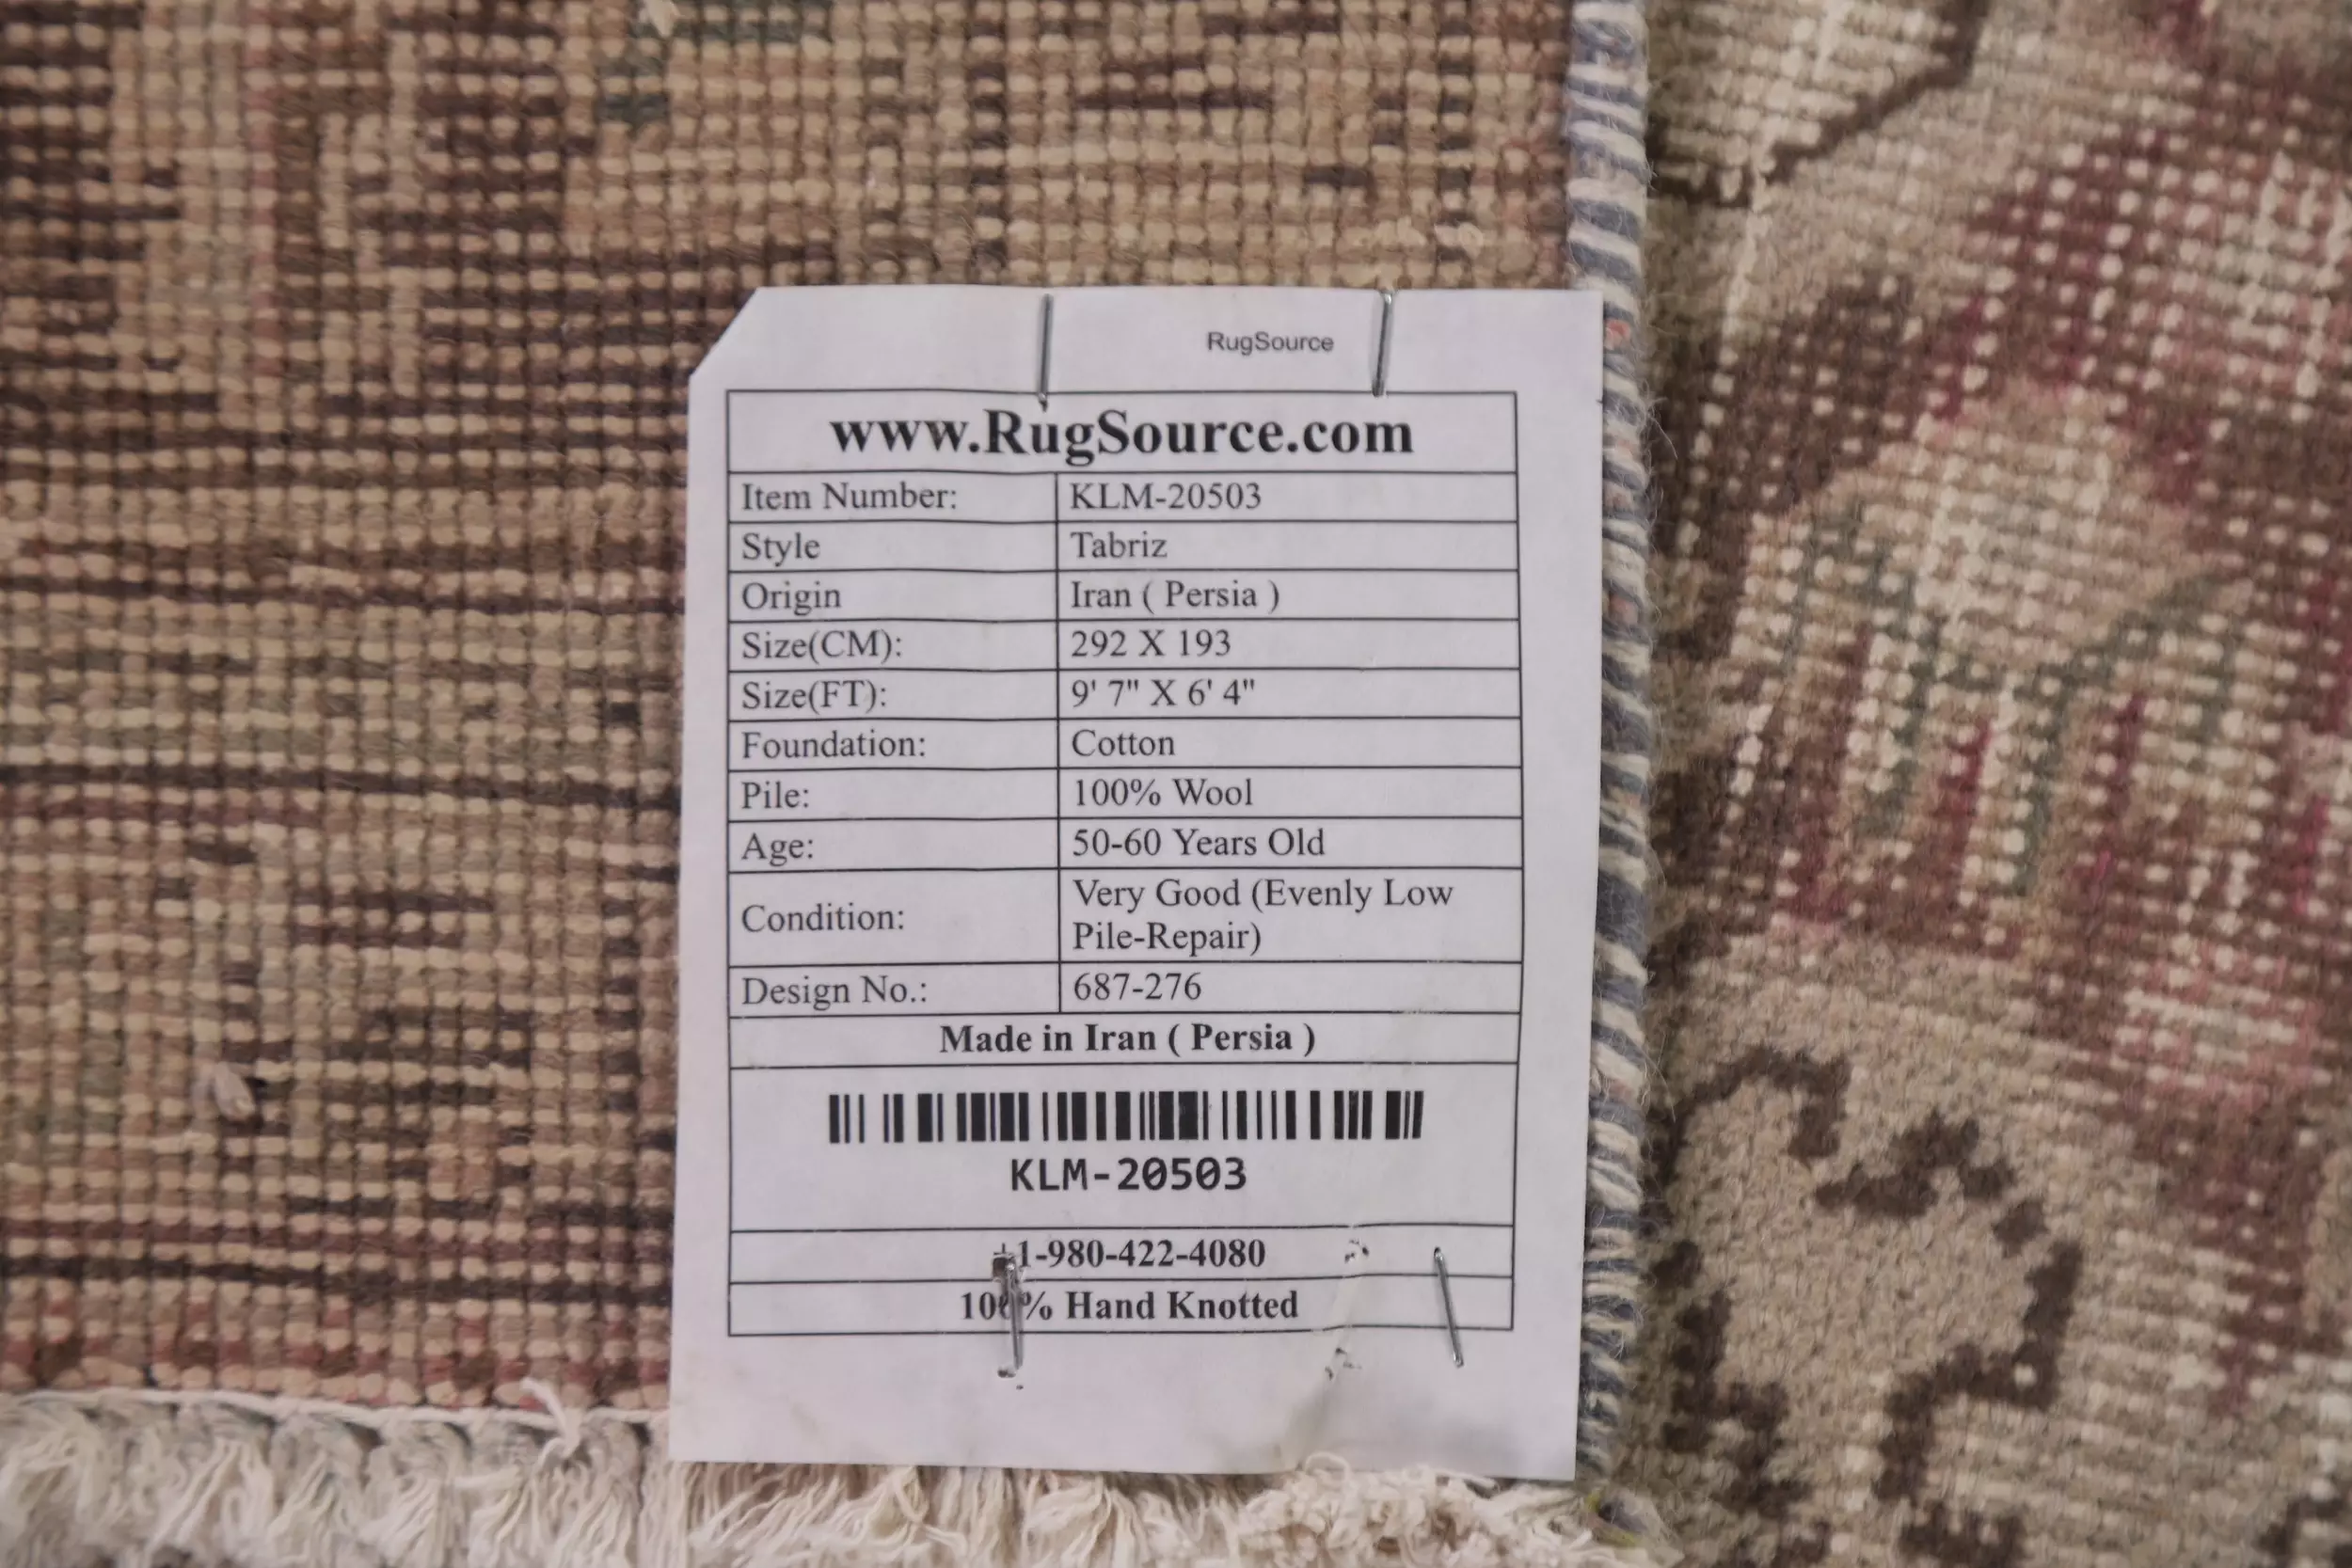 RugSource
www.RugSource.com
Item Number: KLM-20503
Style Tabriz
Origin Iran ( Persia )
Size(CM): 292 X 193
Size(FT): 9' 7" X 6' 4"
Foundation: Cotton
Pile: 100% Wool
Age: 50-60 Years Old
Condition: Very Good (Evenly Low
Pile-Repair)
Design No.: 687-276
Made in Iran ( Persia )
KLM-20503
+1-980-422-4080
100% Hand Knotted